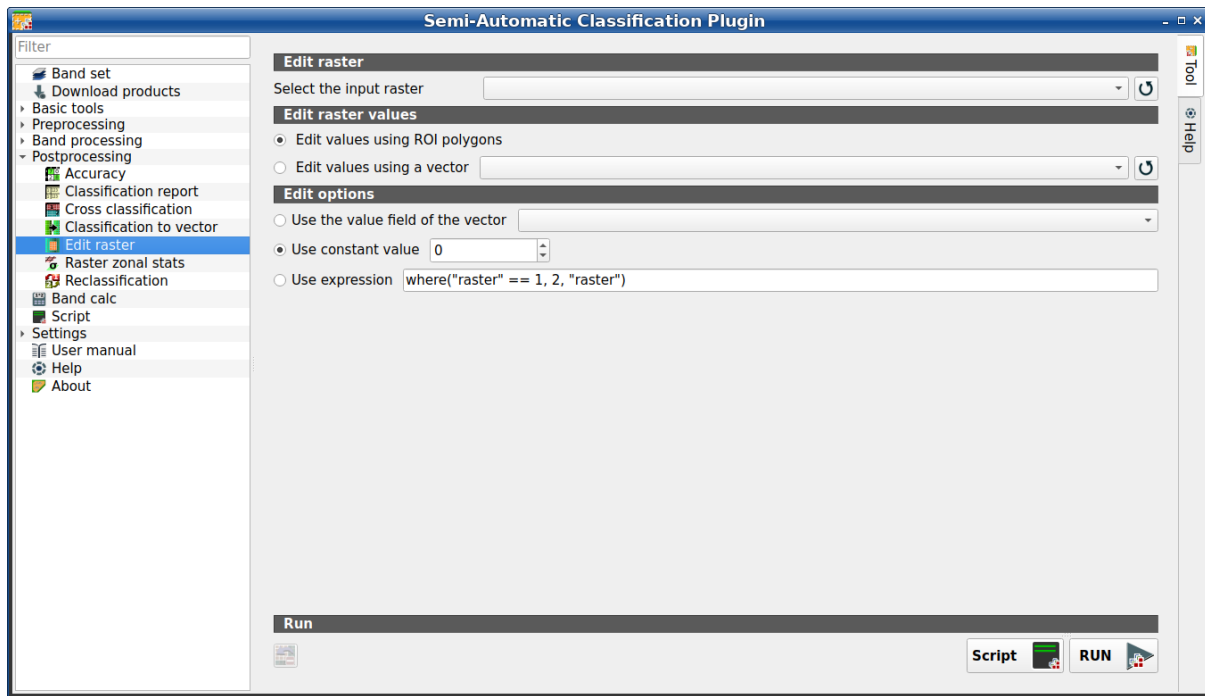 Semi-Automatic Classification Plugin
Filter
Band set
Download products
Basic tools
Preprocessing
Band processing
Postprocessing
Accuracy
Classification report
Cross classification
Classification to vector
Edit raster
Raster zonal stats
Reclassification
Band calc
Script
Settings
User manual
Help
About
Edit raster
Select the input raster
Edit raster values
Edit values using ROI polygons
Edit values using a vector
Edit options
Use the value field of the vector
Use constant value 0
Use expression where("raster" == 1, 2, "raster")
Run
Script RUN
Tool
Help